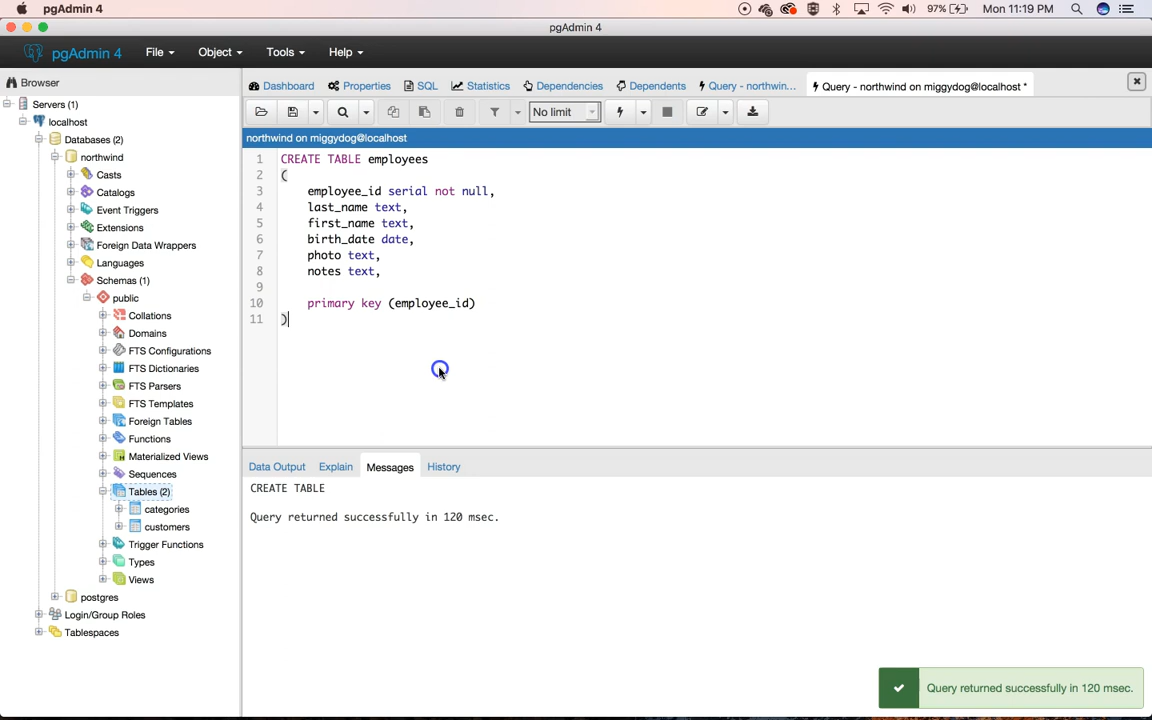 pgAdmin 4
97%
Mon 11:19 PM
pgAdmin 4
pgAdmin 4
File
Object
Tools
Help
Browser
Dashboard
Properties
SQL
Statistics
Dependencies
Dependents
Query - northwin...
Query - northwind on miggydog@localhost *
Servers (1)
localhost
Databases (2)
northwind
Casts
Catalogs
Event Triggers
Extensions
Foreign Data Wrappers
Languages
Schemas (1)
public
Collations
Domains
FTS Configurations
FTS Dictionaries
FTS Parsers
FTS Templates
Foreign Tables
Functions
Materialized Views
Sequences
Tables (2)
categories
customers
Trigger Functions
Types
Views
postgres
Login/Group Roles
Tablespaces
No limit
northwind on miggydog@localhost
1 CREATE TABLE employees
2 (
3 employee_id serial not null,
4 last_name text,
5 first_name text,
6 birth_date date,
7 photo text,
8 notes text,
9
10 primary key (employee_id)
11 )
Data Output
Explain
Messages
History
CREATE TABLE
Query returned successfully in 120 msec.
Query returned successfully in 120 msec.